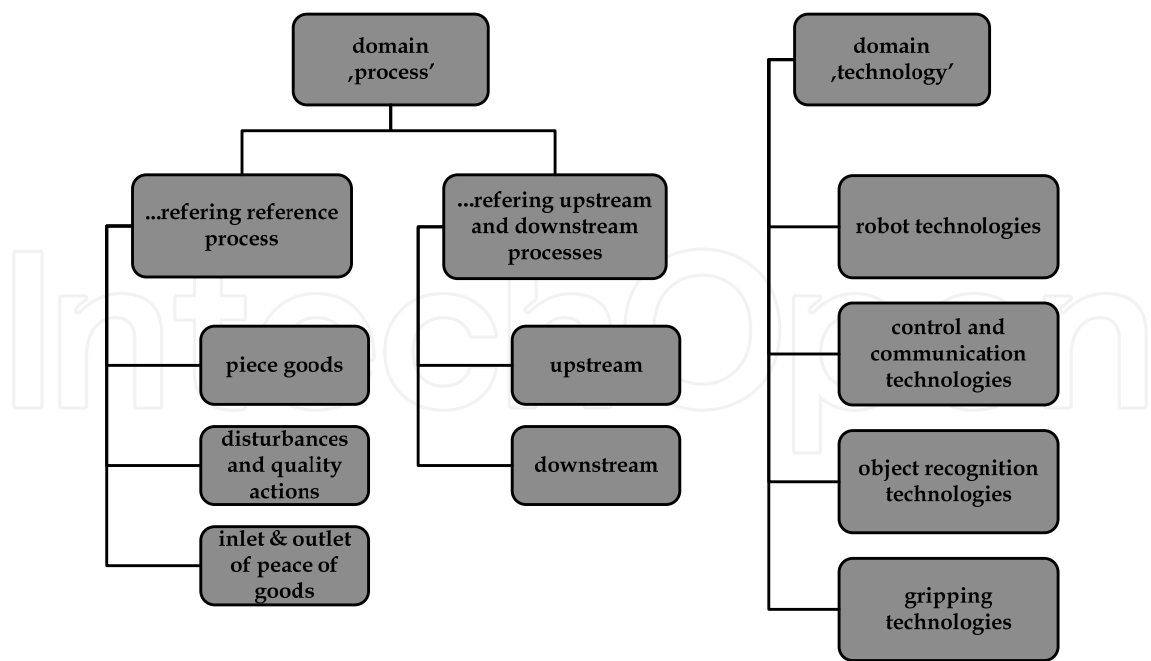 domain
‚process’
...refering reference
process
piece goods
disturbances
and quality
actions
inlet & outlet
of peace of
goods
...refering upstream
and downstream
processes
upstream
downstream
domain
‚technology’
robot technologies
control and
communication
technologies
object recognition
technologies
gripping
technologies
IntechOpen